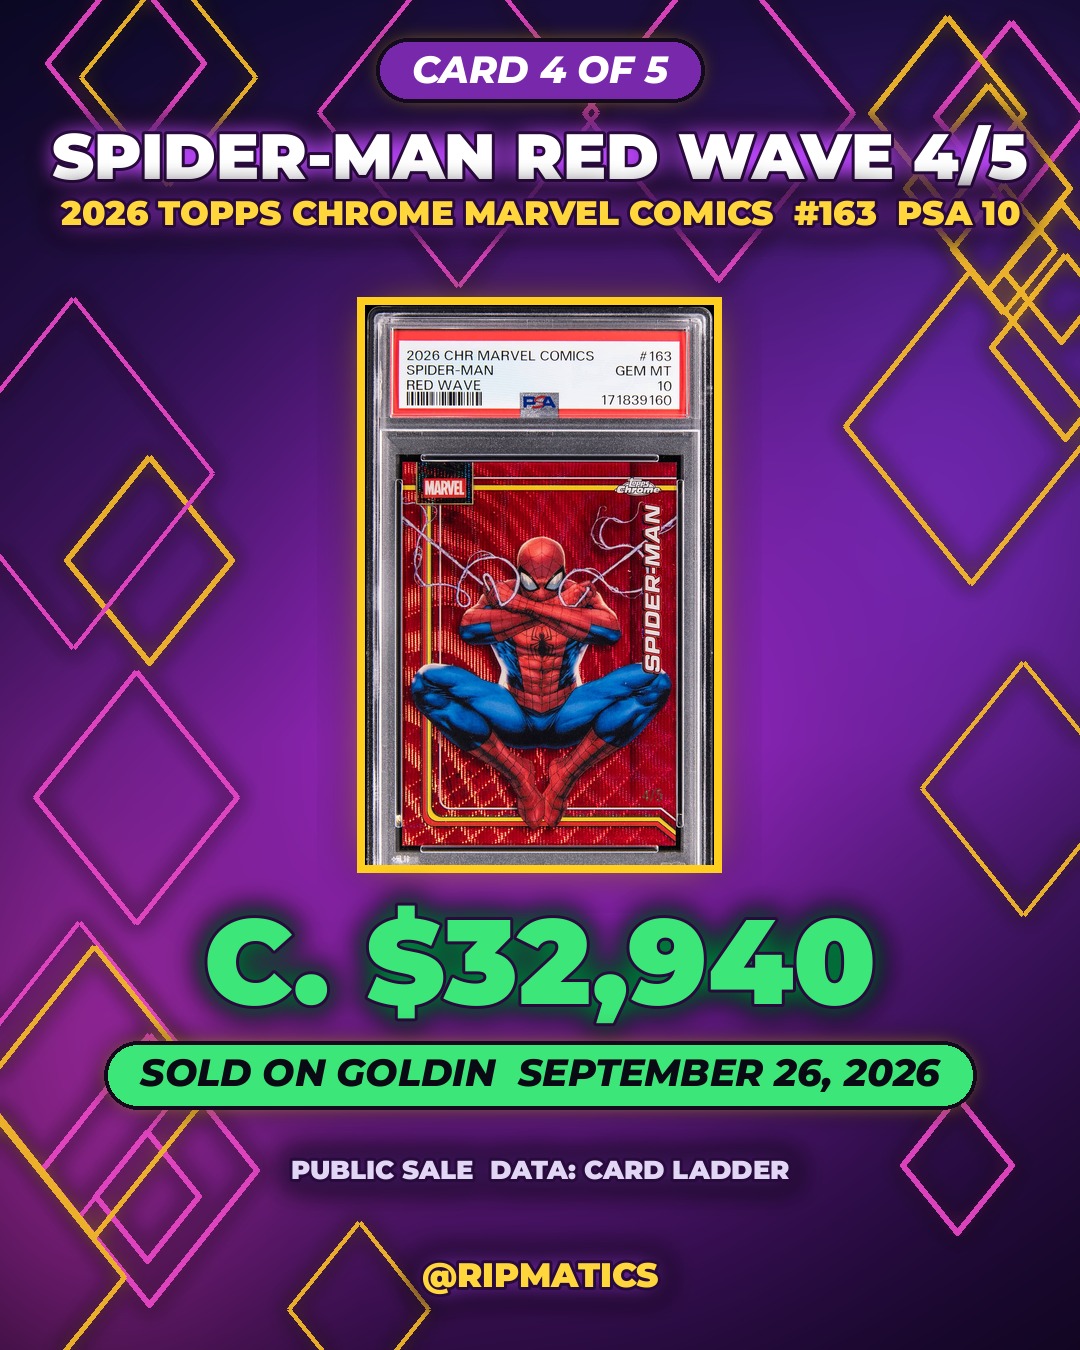 CARD 4 OF 5
SPIDER-MAN RED WAVE 4/5
2026 TOPPS CHROME MARVEL COMICS #163 PSA 10
2026 CHR MARVEL COMICS #163
SPIDER-MAN GEM MT
RED WAVE 10
PSA 171839160
MARVEL
Topps Chrome
SPIDER-MAN
4/5
C. $32,940
SOLD ON GOLDIN SEPTEMBER 26, 2026
PUBLIC SALE DATA: CARD LADDER
@RIPMATICS